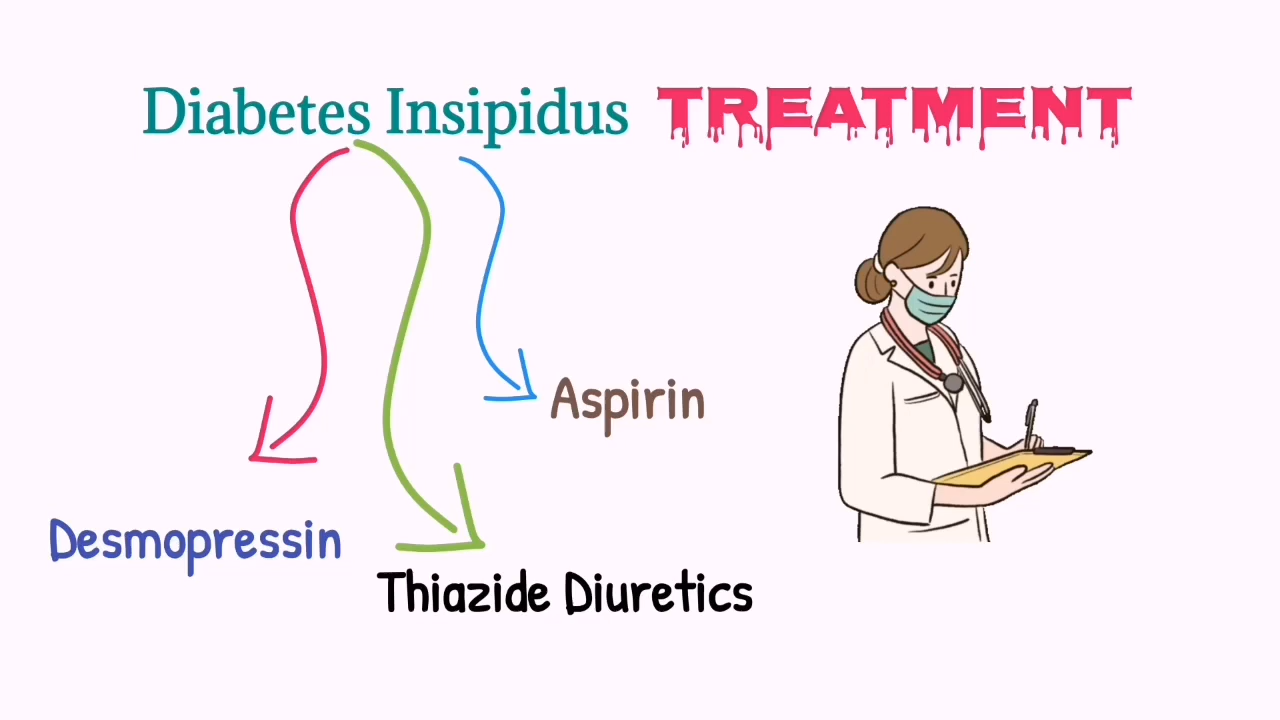 Diabetes Insipidus TREATMENT
Aspirin
Desmopressin
Thiazide Diuretics